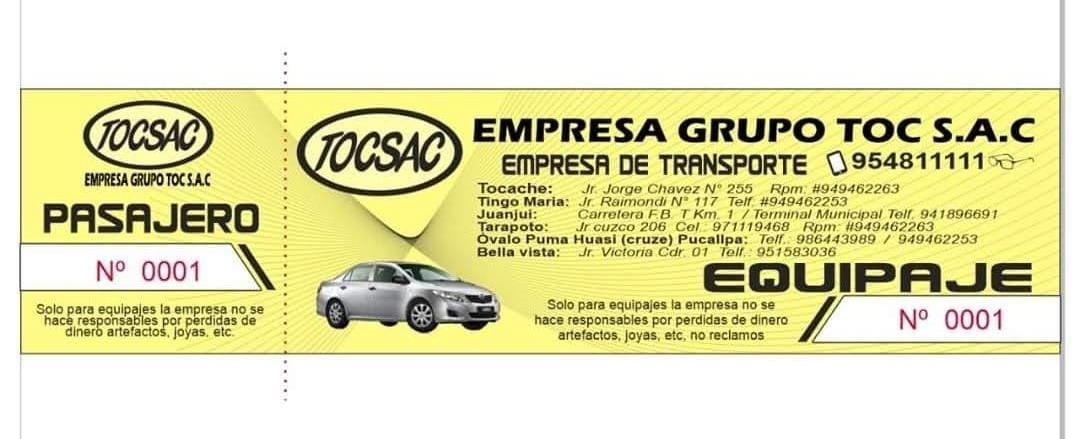 TOCSAC
EMPRESA GRUPO TOC S.A.C
PASAJERO
Nº 0001
Solo para equipajes la empresa no se
hace responsables por perdidas de
dinero artefactos, joyas, etc.
TOCSAC
EMPRESA GRUPO TOC S.A.C
EMPRESA DE TRANSPORTE 954811111
Tocache: Jr. Jorge Chavez N° 255 Rpm: #949462263
Tingo Maria: Jr. Raimondi N° 117 Telf. #949462253
Juanjui: Carretera F.B. T Km. 1 / Terminal Municipal Telf. 941896691
Tarapoto: Jr cuzco 206 Cel.: 971119468 Rpm: #949462263
Óvalo Puma Huasi (cruze) Pucallpa: Telf.: 986443989 / 949462253
Bella vista: Jr. Victoria Cdr. 01 Telf.: 951583036
EQUIPAJE
Solo para equipajes la empresa no se
hace responsables por perdidas de dinero
artefactos, joyas, etc, no reclamos
Nº 0001